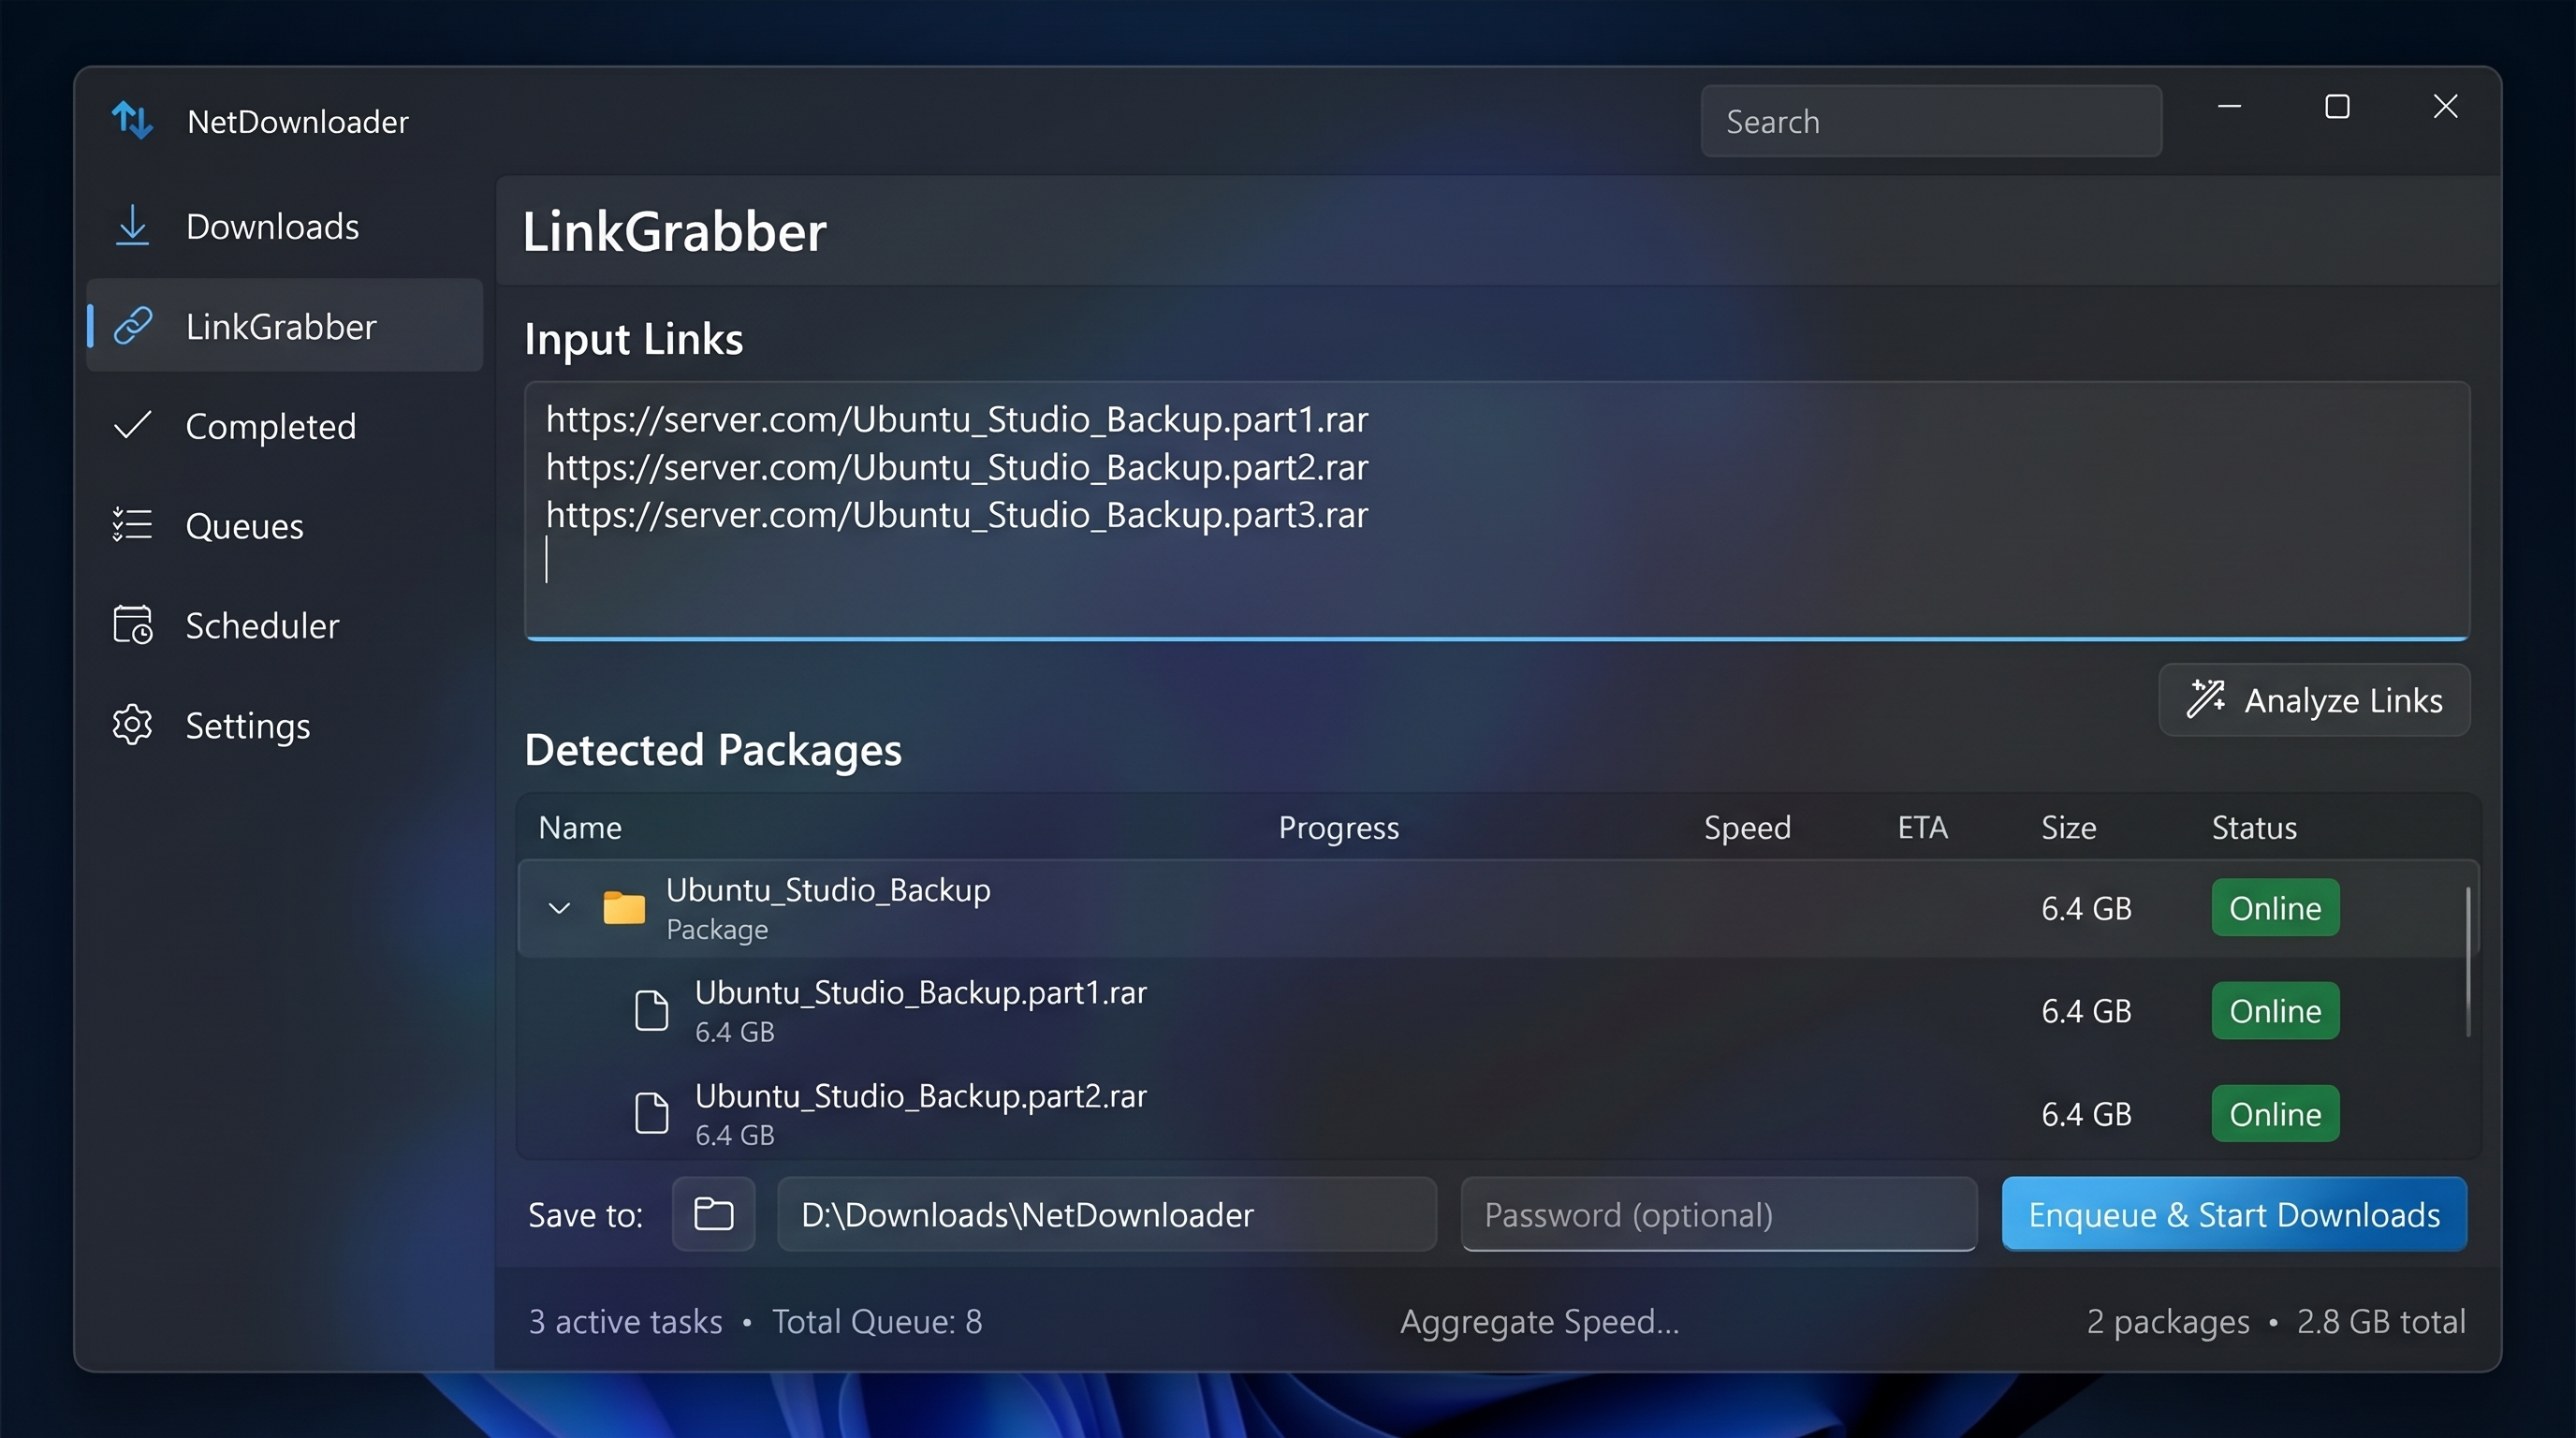 NetDownloader
Search
Downloads
LinkGrabber
Completed
Queues
Scheduler
Settings
LinkGrabber
Input Links
https://server.com/Ubuntu_Studio_Backup.part1.rar
https://server.com/Ubuntu_Studio_Backup.part2.rar
https://server.com/Ubuntu_Studio_Backup.part3.rar
Analyze Links
Detected Packages
Name Progress Speed ETA Size Status
Ubuntu_Studio_Backup 6.4 GB Online
Package
Ubuntu_Studio_Backup.part1.rar 6.4 GB Online
6.4 GB
Ubuntu_Studio_Backup.part2.rar 6.4 GB Online
6.4 GB
Save to: D:\Downloads\NetDownloader Password (optional) Enqueue & Start Downloads
3 active tasks • Total Queue: 8 Aggregate Speed... 2 packages • 2.8 GB total